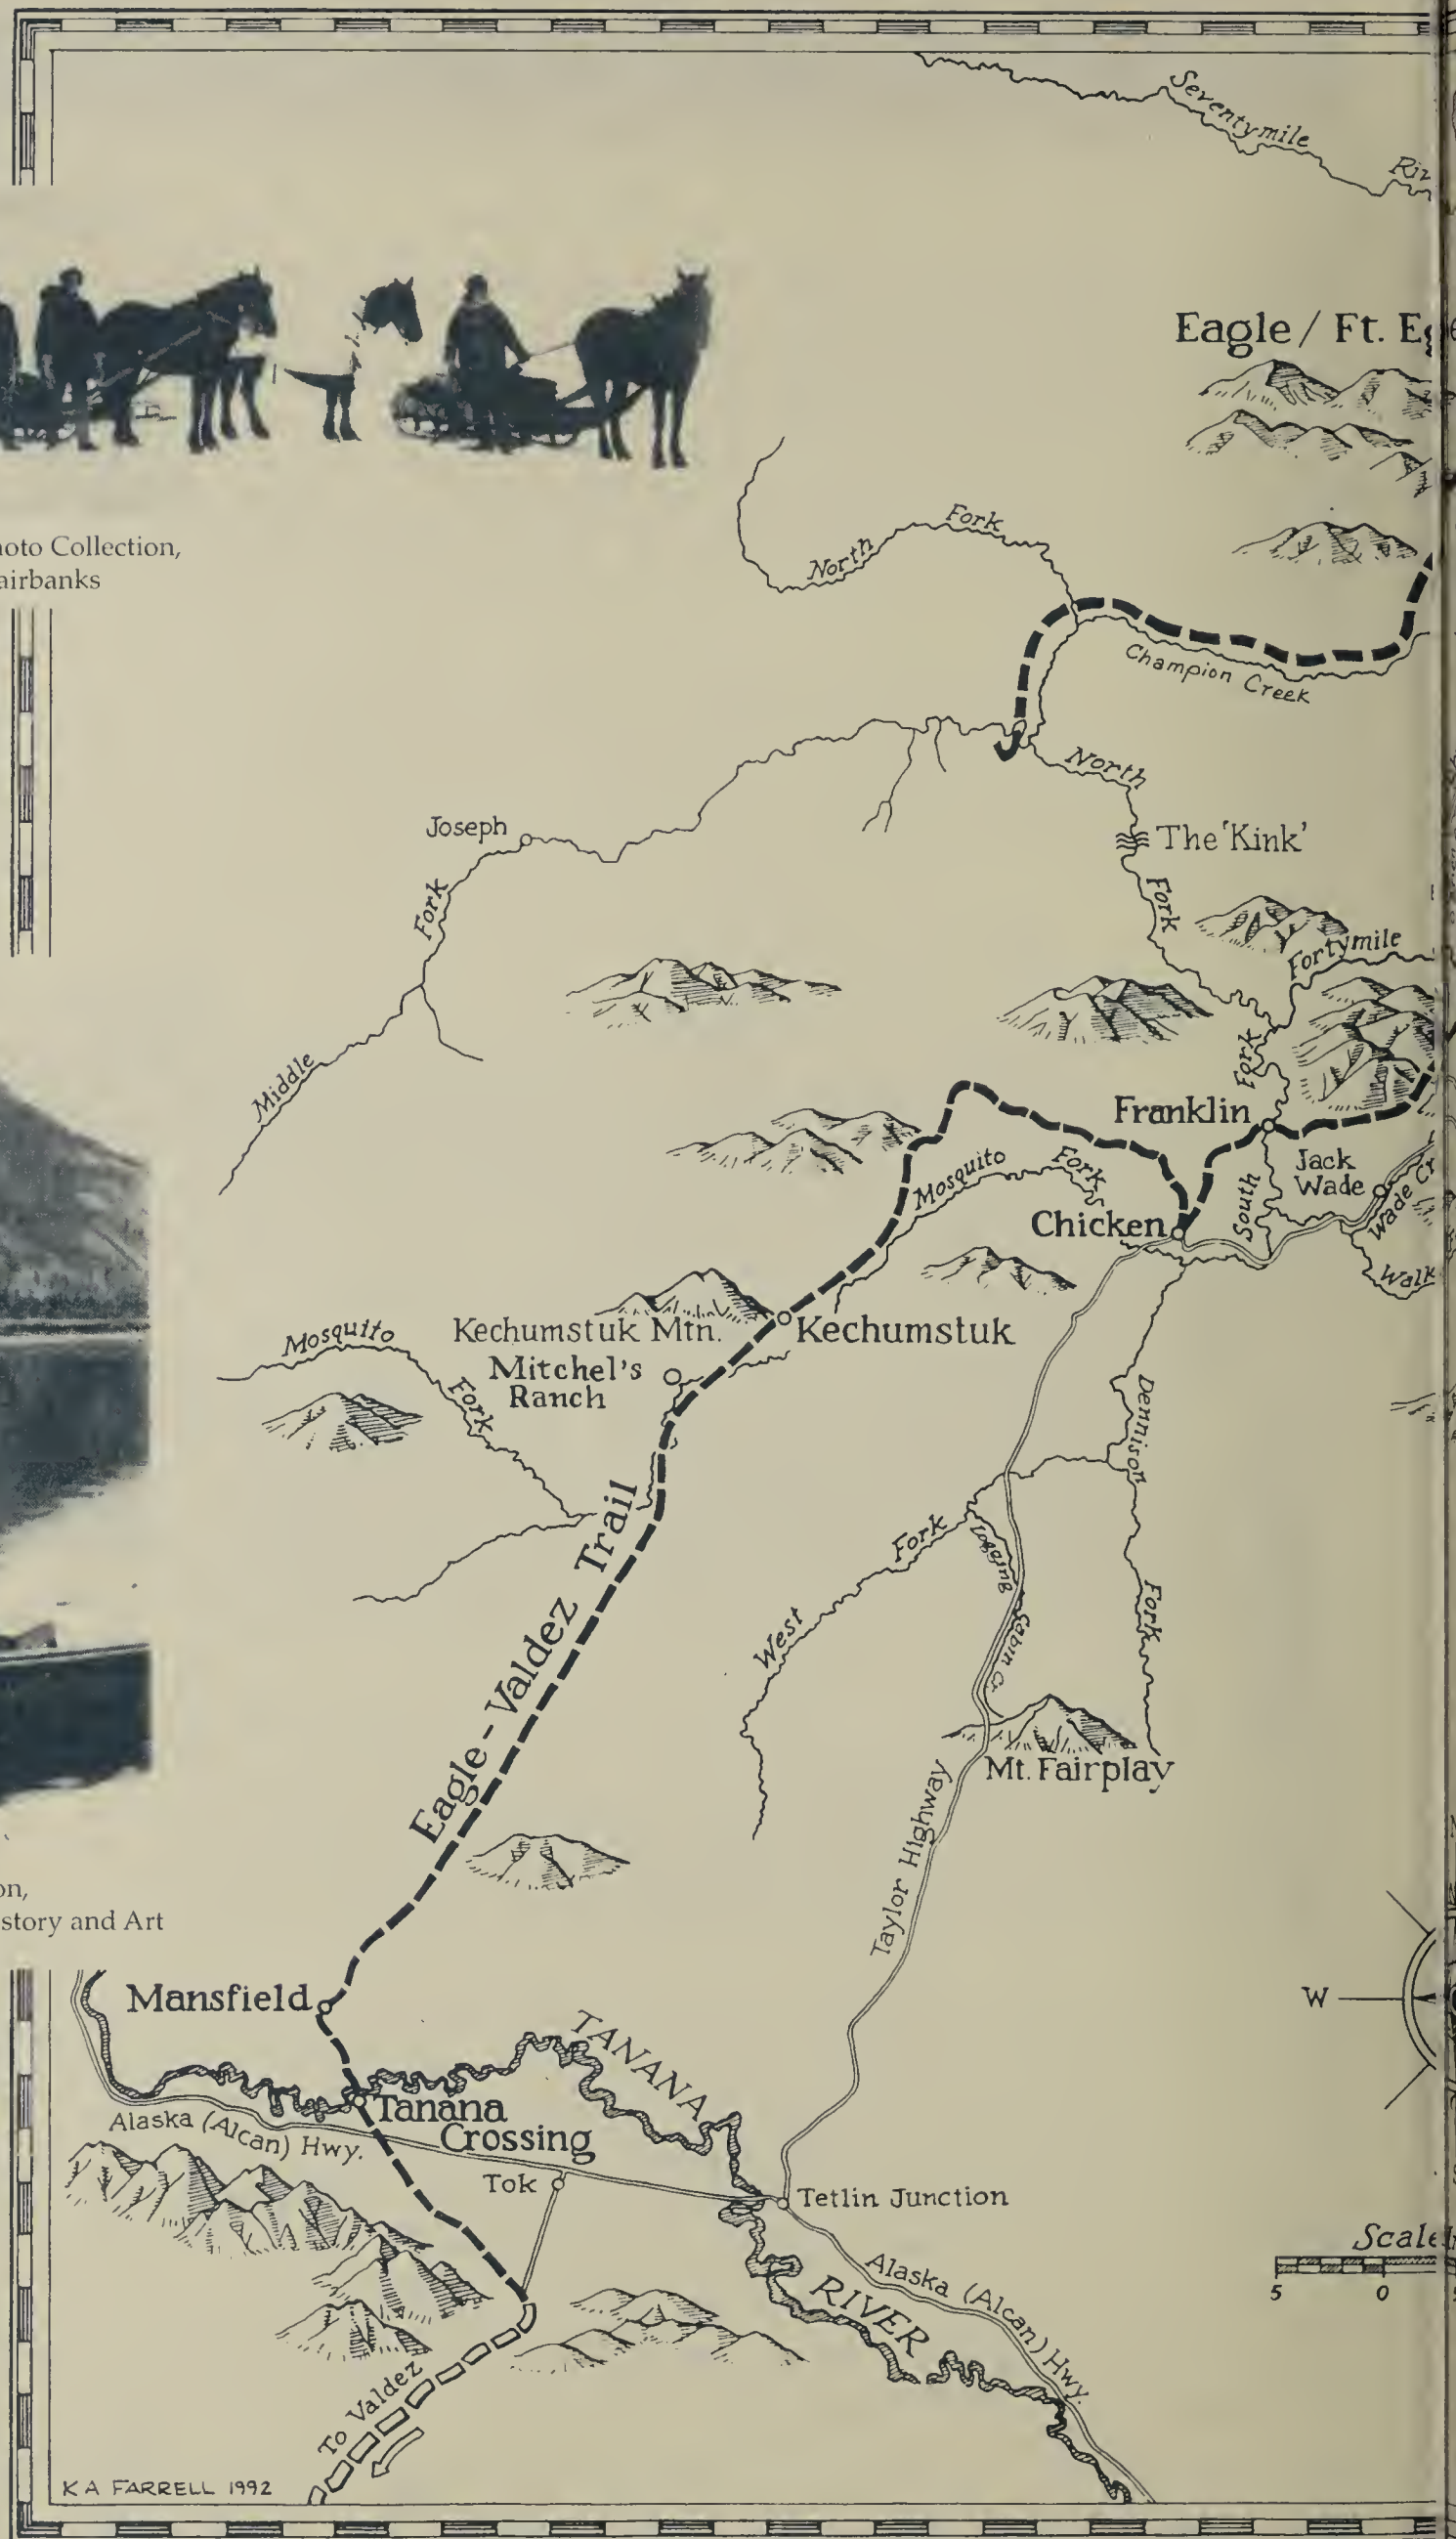 Seventymile
Riv
Eagle / Ft. E
North Fork
hoto Collection,
airbanks
Champion Creek
North
Joseph
The 'Kink'
Fork
Fork
Fortymile
Middle
Fork
Franklin
Mosquito Fork
Jack
Wade
South
Wade Cr
Chicken
Walk
Kechumstuk Mtn.
Kechumstuk
Mosquito
Fork
Mitchel's
Ranch
Dennison
Fork
Eagle - Valdez Trail
West Fork
Logging
Cabin Cr.
Mt. Fairplay
Taylor Highway
on,
story and Art
Mansfield
W
TANANA
Tanana
Crossing
Alaska (Alcan) Hwy.
Tok
Tetlin Junction
Scale
5 0
Alaska (Alcan) Hwy.
RIVER
To Valdez
K A FARRELL 1992